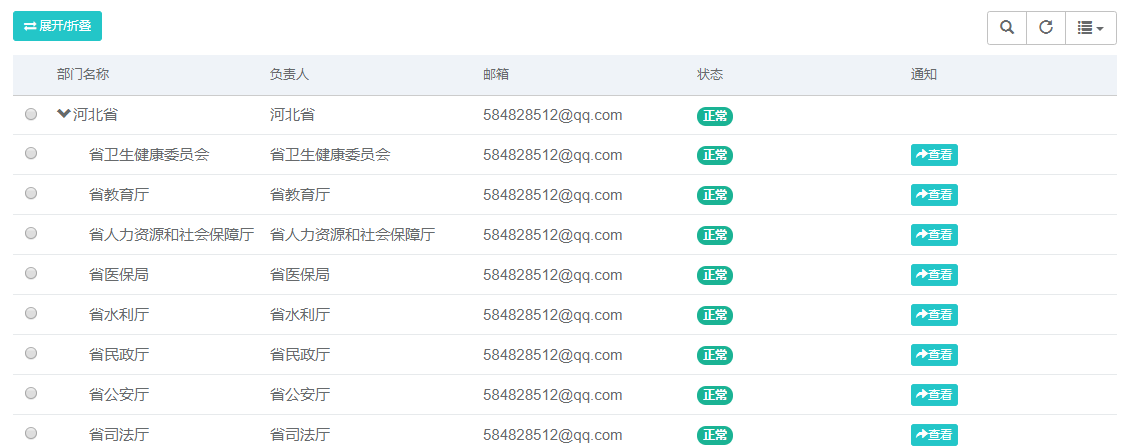 展开/折叠
部门名称 负责人 邮箱 状态 通知
河北省 河北省 584828512@qq.com 正常
省卫生健康委员会 省卫生健康委员会 584828512@qq.com 正常 查看
省教育厅 省教育厅 584828512@qq.com 正常 查看
省人力资源和社会保障厅 省人力资源和社会保障厅 584828512@qq.com 正常 查看
省医保局 省医保局 584828512@qq.com 正常 查看
省水利厅 省水利厅 584828512@qq.com 正常 查看
省民政厅 省民政厅 584828512@qq.com 正常 查看
省公安厅 省公安厅 584828512@qq.com 正常 查看
省司法厅 省司法厅 584828512@qq.com 正常 查看